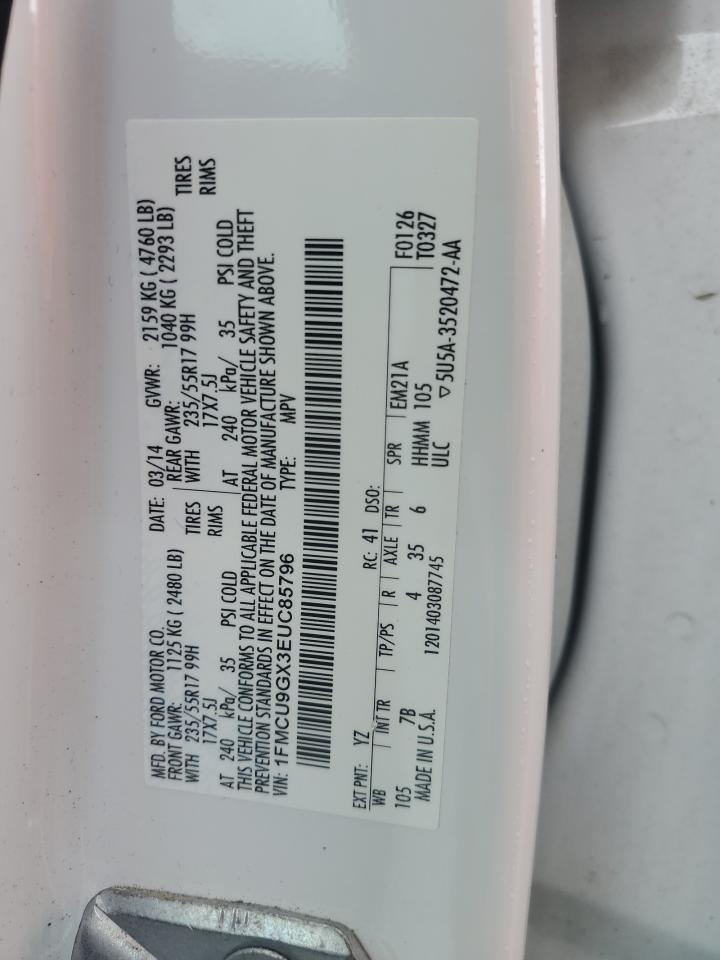 MFD. BY FORD MOTOR CO. DATE: 03/14 GVWR: 2159 KG ( 4760 LB)
FRONT GAWR: 1125 KG ( 2480 LB) REAR GAWR: 1040 KG ( 2293 LB)
WITH 235/55R17 99H TIRES WITH 235/55R17 99H TIRES
17X7.5J RIMS 17X7.5J RIMS
AT 240 kPa/ 35 PSI COLD AT 240 kPa/ 35 PSI COLD
THIS VEHICLE CONFORMS TO ALL APPLICABLE FEDERAL MOTOR VEHICLE SAFETY AND THEFT
PREVENTION STANDARDS IN EFFECT ON THE DATE OF MANUFACTURE SHOWN ABOVE.
VIN: 1FMCU9GX3EUC85796 TYPE: MPV
EXT PNT: YZ RC: 41 DSO:
WB INT TR TP/PS R AXLE TR SPR EM21A F0126
105 7B 4 35 6 HHMM 105 T0327
MADE IN U.S.A. 1201403087745 ULC ▽5U5A-3520472-AA